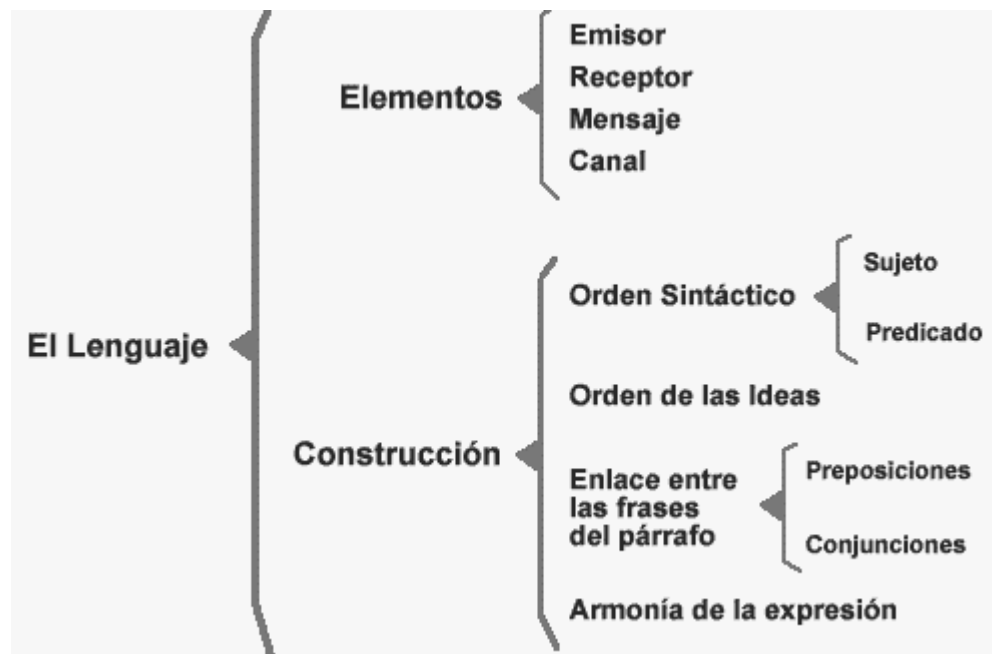 El Lenguaje
Elementos
Emisor
Receptor
Mensaje
Canal
Construcción
Orden Sintáctico
Sujeto
Predicado
Orden de las Ideas
Enlace entre
las frases
del párrafo
Preposiciones
Conjunciones
Armonía de la expresión